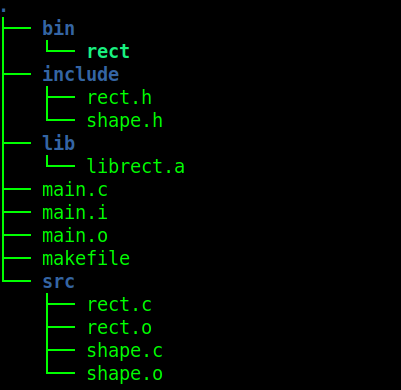 .
bin
rect
include
rect.h
shape.h
lib
librect.a
main.c
main.i
main.o
makefile
src
rect.c
rect.o
shape.c
shape.o